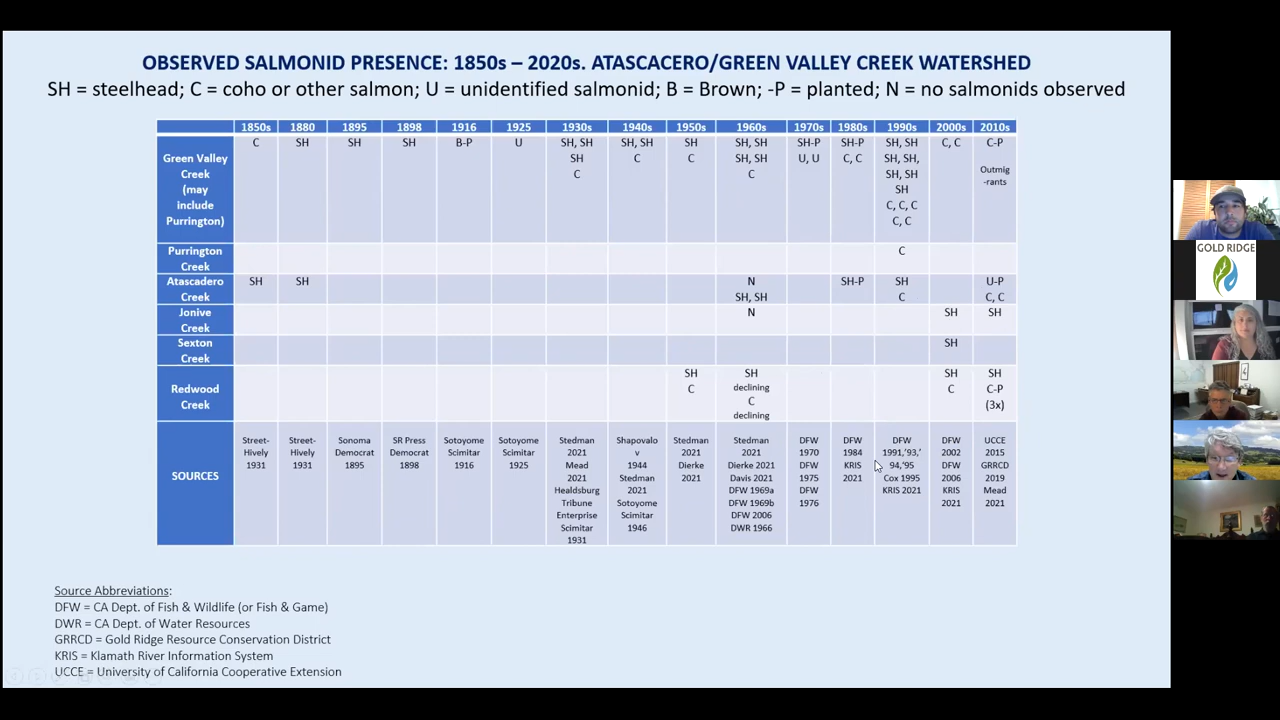 OBSERVED SALMONID PRESENCE: 1850s – 2020s. ATASCACERO/GREEN VALLEY CREEK WATERSHED
SH = steelhead; C = coho or other salmon; U = unidentified salmonid; B = Brown; -P = planted; N = no salmonids observed
1850s 1880 1895 1898 1916 1925 1930s 1940s 1950s 1960s 1970s 1980s 1990s 2000s 2010s
Green Valley
Creek
(may
include
Purrington)
C
SH
SH
SH
B-P
U
SH, SH
SH
C
SH, SH
C
SH
C
SH, SH
SH, SH
C
SH-P
U, U
SH-P
C, C
SH, SH
SH, SH,
SH, SH
SH
C, C, C
C, C
C, C
C-P
Outmig
-rants
Purrington
Creek
C
Atascadero
Creek
SH
SH
N
SH, SH
SH-P
SH
C
U-P
C, C
Jonive
Creek
N
SH
SH
Sexton
Creek
SH
Redwood
Creek
SH
C
SH
declining
C
declining
SH
C
SH
C-P
(3x)
SOURCES
Street-
Hively
1931
Street-
Hively
1931
Sonoma
Democrat
1895
SR Press
Democrat
1898
Sotoyome
Scimitar
1916
Sotoyome
Scimitar
1925
Stedman
2021
Mead
2021
Healdsburg
Tribune
Enterprise
Scimitar
1931
Shapovalo
v
1944
Stedman
2021
Sotoyome
Scimitar
1946
Stedman
2021
Dierke
2021
Stedman
2021
Dierke 2021
Davis 2021
DFW 1969a
DFW 1969b
DFW 2006
DWR 1966
DFW
1970
DFW
1975
DFW
1976
DFW
1984
KRIS
2021
DFW
1991,'93,'
94,'95
Cox 1995
KRIS 2021
DFW
2002
DFW
2006
KRIS
2021
UCCE
2015
GRRCD
2019
Mead
2021
Source Abbreviations:
DFW = CA Dept. of Fish & Wildlife (or Fish & Game)
DWR = CA Dept. of Water Resources
GRRCD = Gold Ridge Resource Conservation District
KRIS = Klamath River Information System
UCCE = University of California Cooperative Extension
GOLD RIDGE